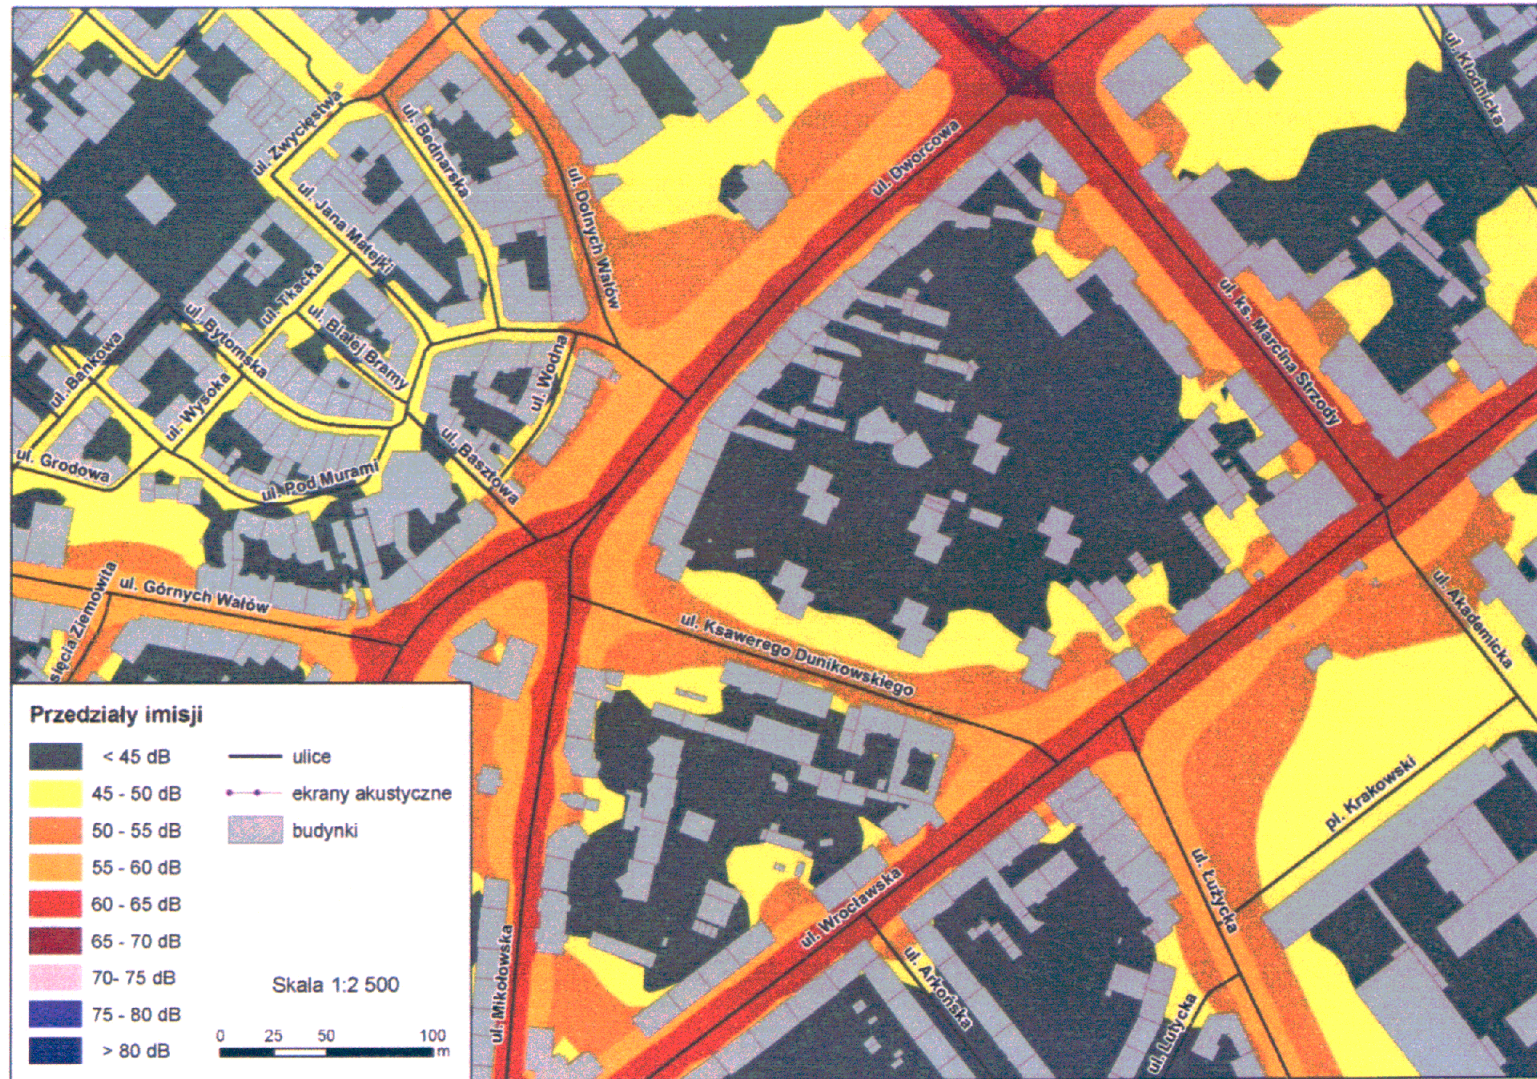 ul. Kłodnicka
ul. Zwycięstwa
ul. Bednarska
ul. Dworcowa
ul. Dolnych Wałów
ul. Jana Matejki
ul. Tkacka
ul. Białej Bramy
ul. Bytomska
ul. Bankowa
ul. Wysoka
ul. Wodna
ul. ks. Marcina Strzody
ul. Basztowa
ul. Grodowa
ul. Pod Murami
ul. Górnych Wałów
sięcia Ziemowita
ul. Ksawerego Dunikowskiego
ul. Akademicka
pl. Krakowski
ul. Łużycka
ul. Wrocławska
ul. Arkońska
ul. Lutycka
ul. Mikołowska
Przedziały imisji
< 45 dB
45 - 50 dB
50 - 55 dB
55 - 60 dB
60 - 65 dB
65 - 70 dB
70- 75 dB
75 - 80 dB
> 80 dB
ulice
ekrany akustyczne
budynki
Skala 1:2 500
0 25 50 100
m